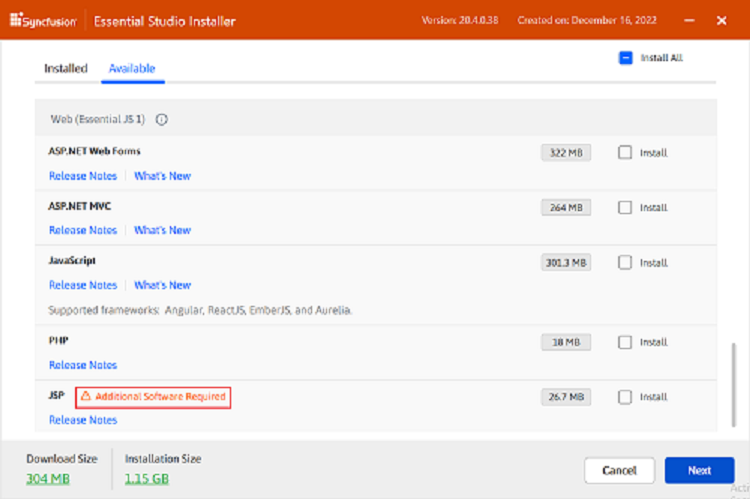 Syncfusion Essential Studio Installer Version: 20.4.0.38 Created on: December 16, 2022
Installed Available Install All
Web (Essential JS 1)
ASP.NET Web Forms 322 MB Install
Release Notes What's New
ASP.NET MVC 264 MB Install
Release Notes What's New
JavaScript 301.3 MB Install
Release Notes What's New
Supported frameworks: Angular, ReactJS, EmberJS, and Aurelia.
PHP 18 MB Install
Release Notes
JSP Additional Software Required 26.7 MB Install
Release Notes
Download Size Installation Size
304 MB 1.15 GB
Cancel Next